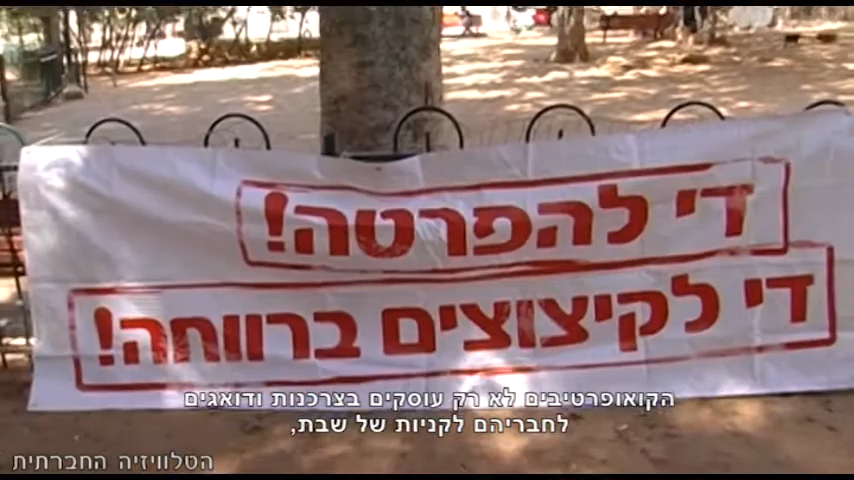 די להפרטה!
די לקיצוצים ברווחה!
הקואופרטיבים לא רק עוסקים בצרכנות ודואגים
לחבריהם לקניות של שבת,
הטלוויזיה החברתית